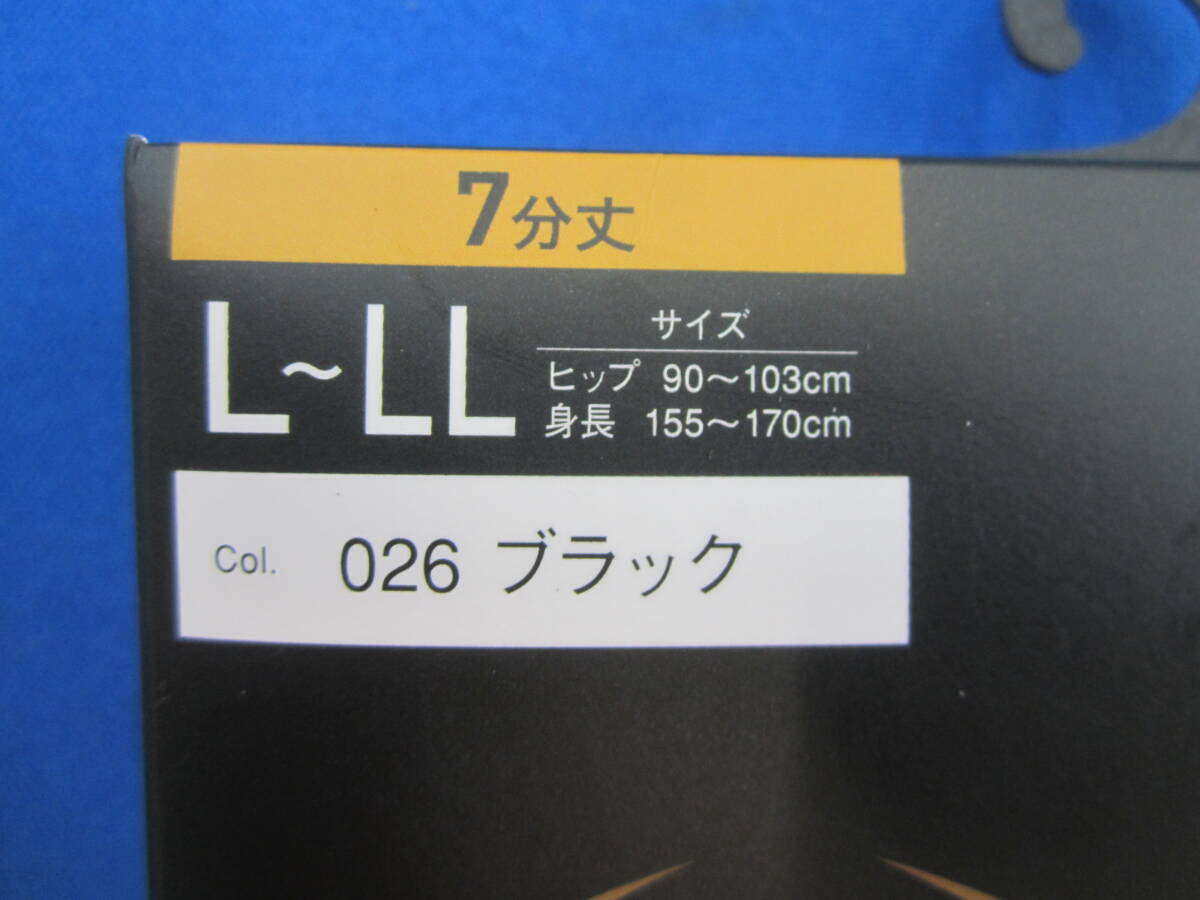 7分丈
L~LL
サイズ
ヒップ 90～103cm
身長 155～170cm
Col. 026 ブラック